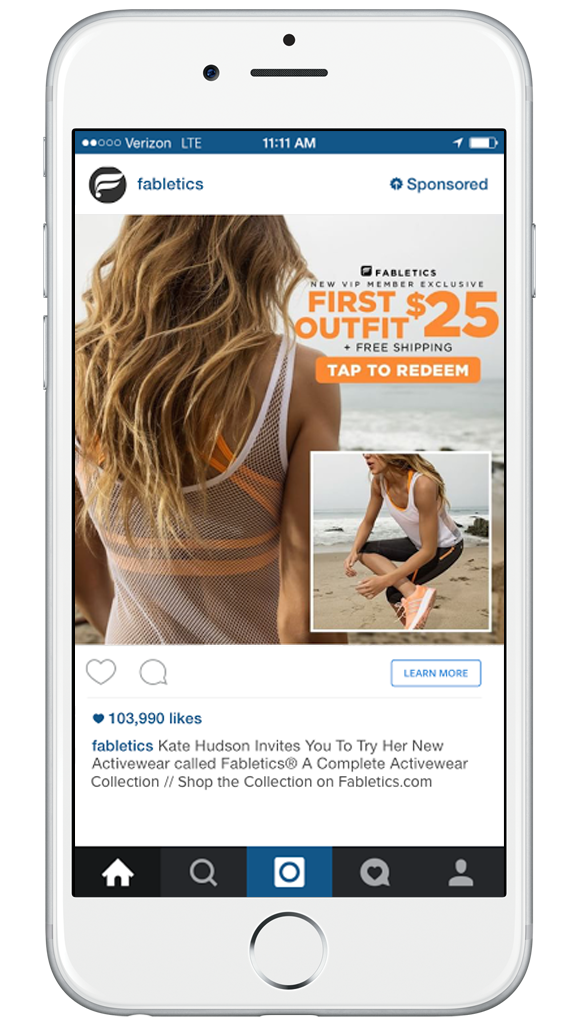 Verizon LTE 11:11 AM
fabletics Sponsored
FABLETICS
NEW VIP MEMBER EXCLUSIVE
FIRST OUTFIT $25
+ FREE SHIPPING
TAP TO REDEEM
LEARN MORE
103,990 likes
fabletics Kate Hudson Invites You To Try Her New
Activewear called Fabletics® A Complete Activewear
Collection // Shop the Collection on Fabletics.com